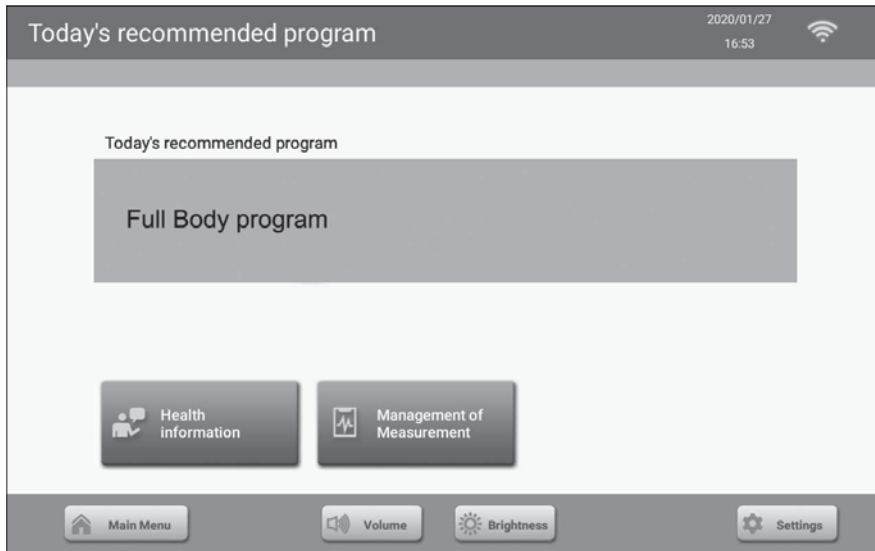 Today's recommended program
2020/01/27
16:53
Today's recommended program
Full Body program
Health
information
Management of
Measurement
Main Menu
Volume
Brightness
Settings